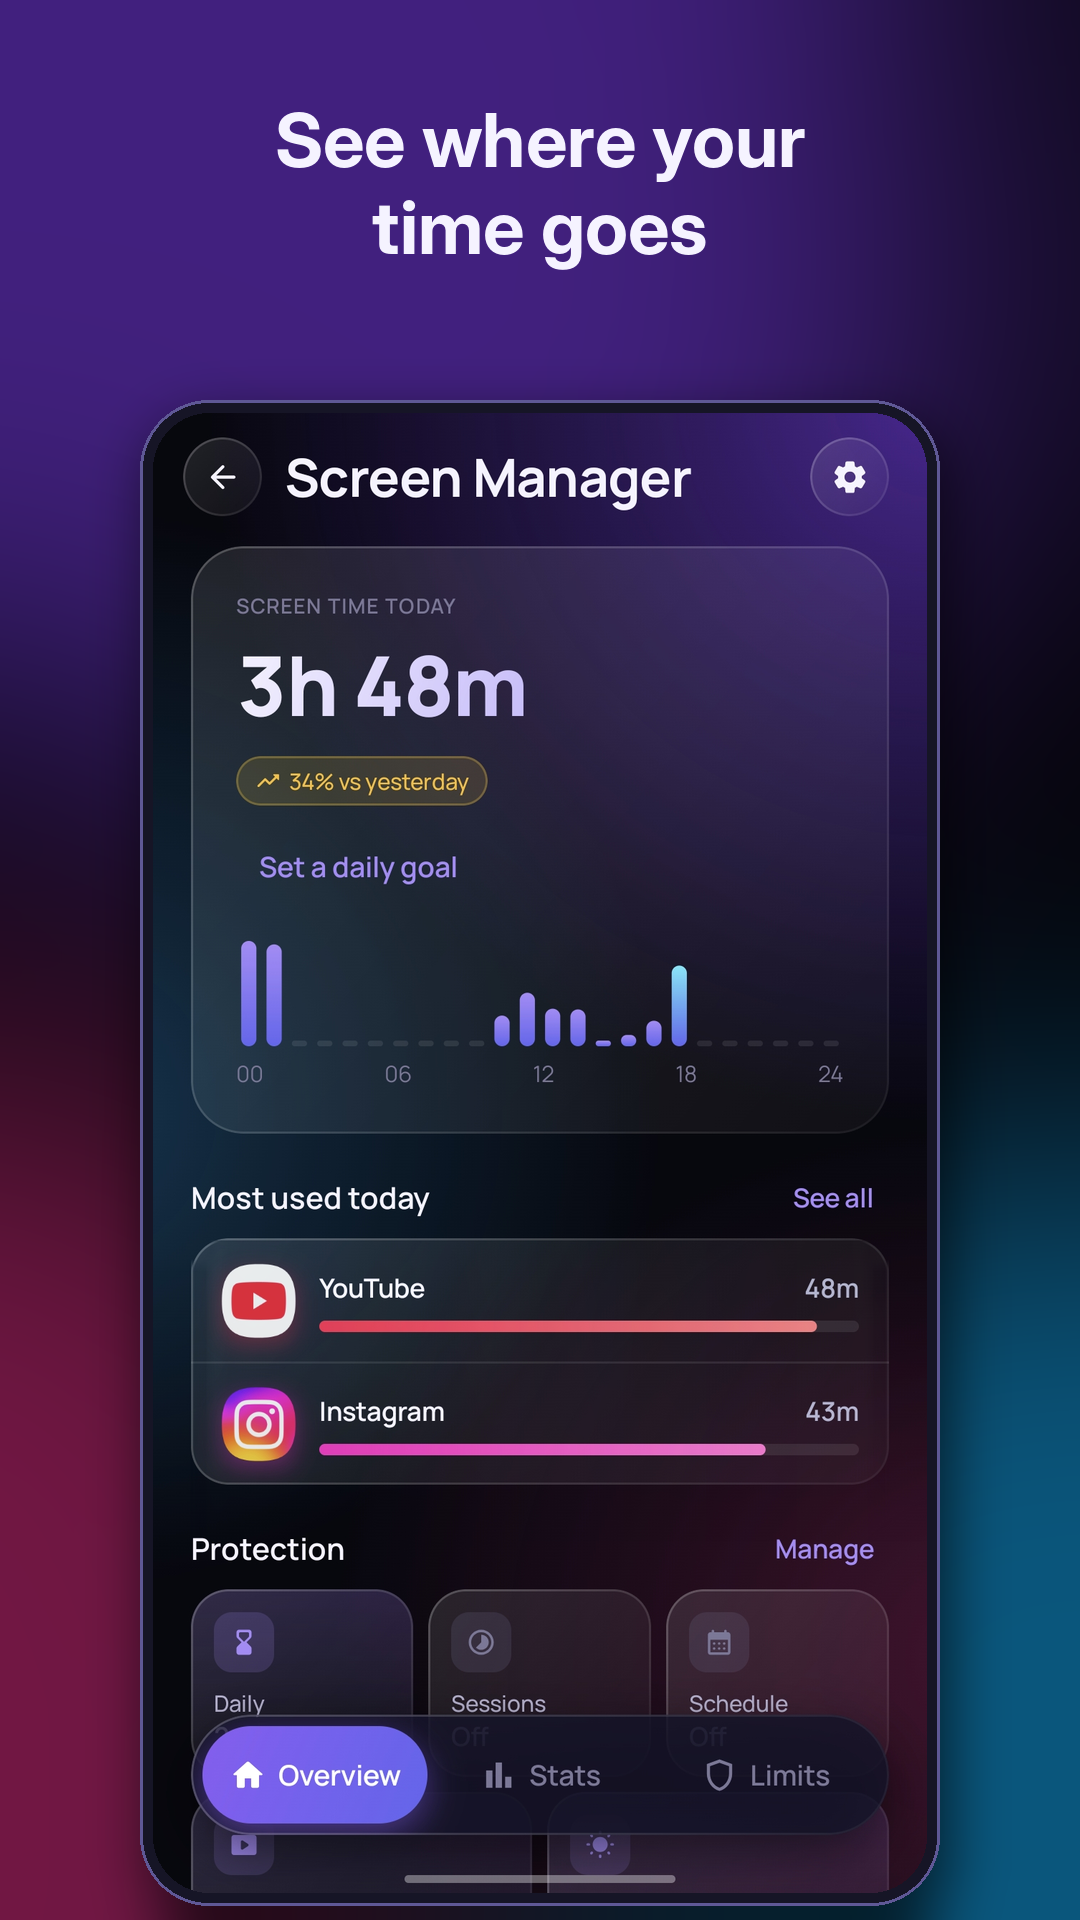 See where your
time goes
Screen Manager
SCREEN TIME TODAY
3h 48m
34% vs yesterday
Set a daily goal
00 06 12 18 24
Most used today See all
YouTube 48m
Instagram 43m
Protection Manage
Daily Sessions Schedule
Off Off
Overview Stats Limits